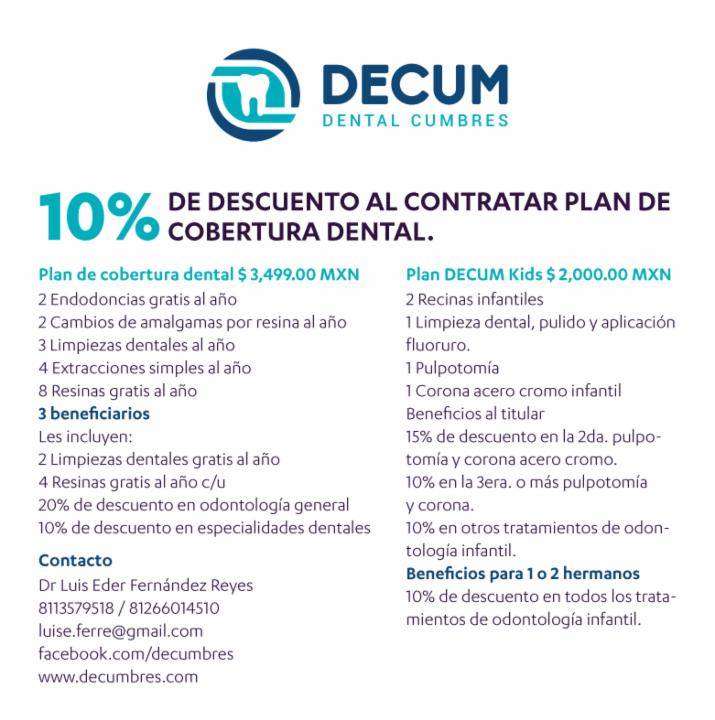 DECUM
DENTAL CUMBRES
10% DE DESCUENTO AL CONTRATAR PLAN DE
COBERTURA DENTAL.
Plan de cobertura dental $ 3,499.00 MXN
2 Endodoncias gratis al año
2 Cambios de amalgamas por resina al año
3 Limpiezas dentales al año
4 Extracciones simples al año
8 Resinas gratis al año
3 beneficiarios
Les incluyen:
2 Limpiezas dentales gratis al año
4 Resinas gratis al año c/u
20% de descuento en odontología general
10% de descuento en especialidades dentales
Contacto
Dr Luis Eder Fernández Reyes
8113579518 / 81266014510
luise.ferre@gmail.com
facebook.com/decumbres
www.decumbres.com
Plan DECUM Kids $ 2,000.00 MXN
2 Recinas infantiles
1 Limpieza dental, pulido y aplicación
fluoruro.
1 Pulpotomía
1 Corona acero cromo infantil
Beneficios al titular
15% de descuento en la 2da. pulpo-
tomía y corona acero cromo.
10% en la 3era. o más pulpotomía
y corona.
10% en otros tratamientos de odon-
tología infantil.
Beneficios para 1 o 2 hermanos
10% de descuento en todos los trata-
mientos de odontología infantil.